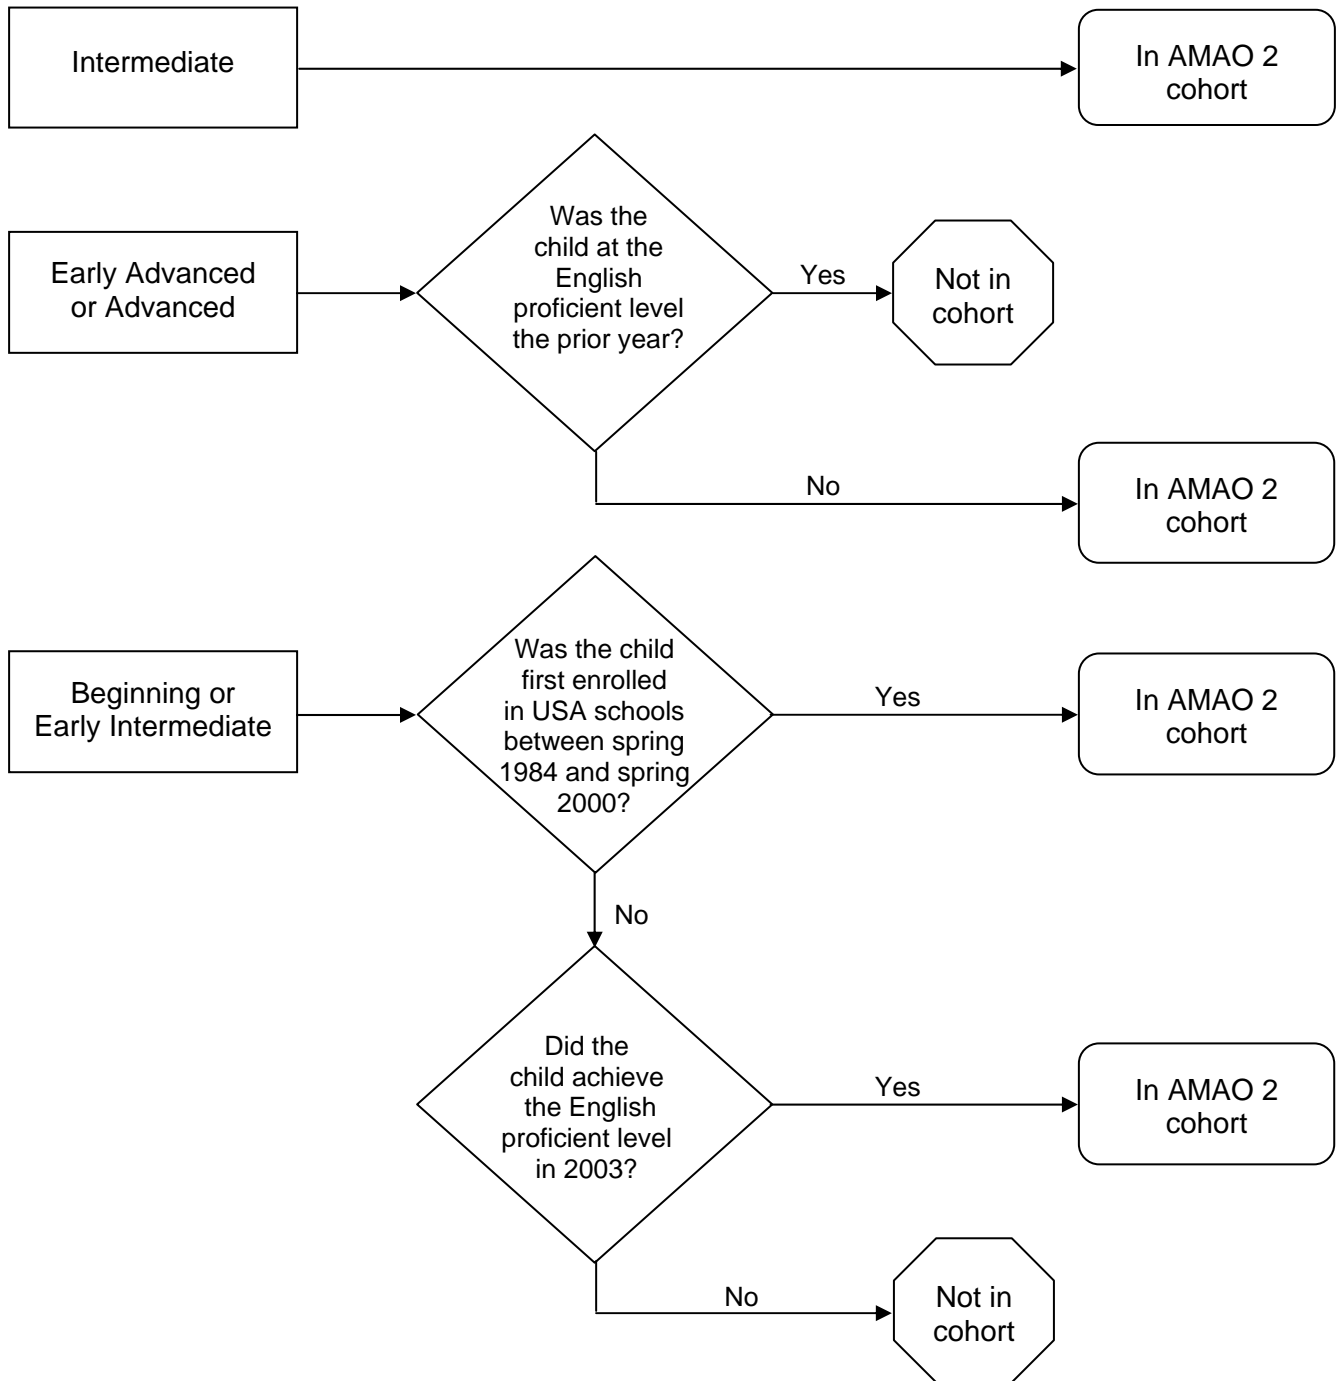 Intermediate
In AMAO 2
cohort
Early Advanced
or Advanced
Was the
child at the
English
proficient level
the prior year?
Yes
Not in
cohort
No
In AMAO 2
cohort
Beginning or
Early Intermediate
Was the child
first enrolled
in USA schools
between spring
1984 and spring
2000?
Yes
In AMAO 2
cohort
No
Did the
child achieve
the English
proficient level
in 2003?
Yes
In AMAO 2
cohort
No
Not in
cohort